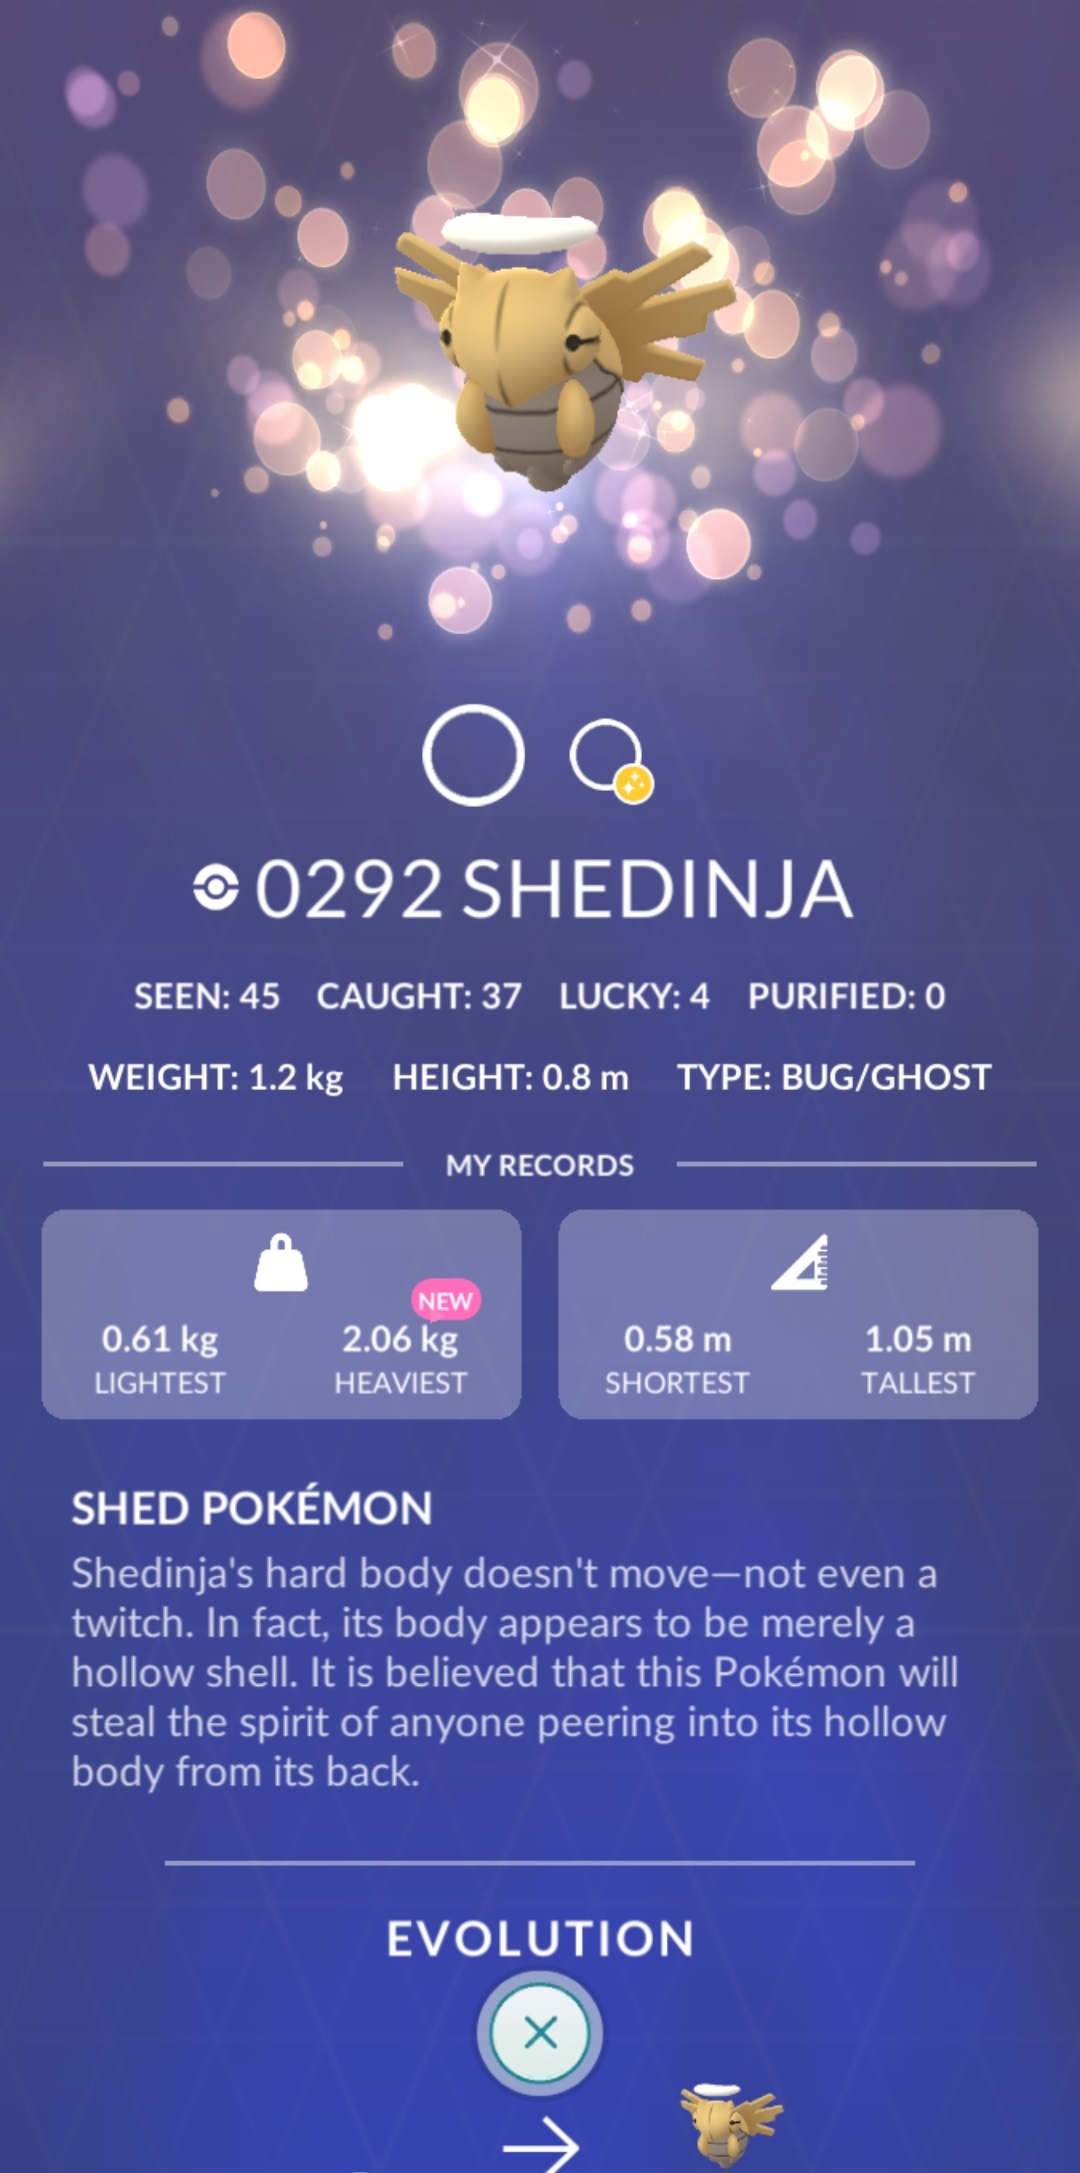 0292 SHEDINJA
SEEN: 45 CAUGHT: 37 LUCKY: 4 PURIFIED: 0
WEIGHT: 1.2 kg HEIGHT: 0.8 m TYPE: BUG/GHOST
MY RECORDS
NEW
0.61 kg 2.06 kg 0.58 m 1.05 m
LIGHTEST HEAVIEST SHORTEST TALLEST
SHED POKÉMON
Shedinja's hard body doesn't move—not even a
twitch. In fact, its body appears to be merely a
hollow shell. It is believed that this Pokémon will
steal the spirit of anyone peering into its hollow
body from its back.
EVOLUTION